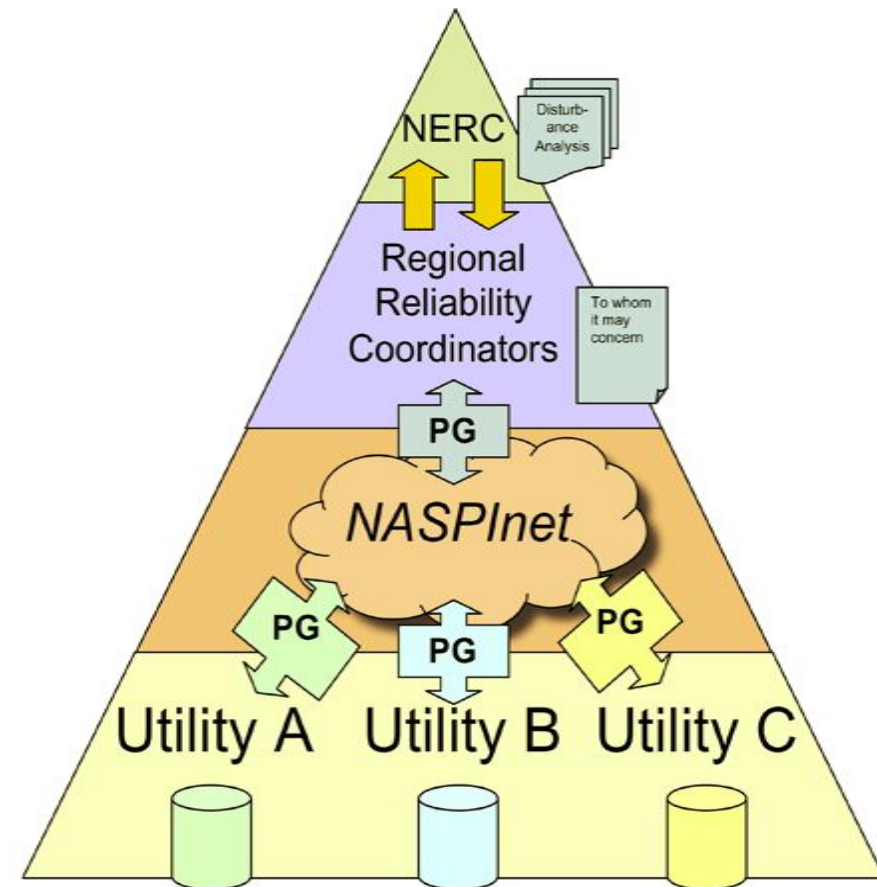 NERC
Disturb-
ance
Analysis
Regional
Reliability
Coordinators
To whom
it may
concern
PG
NASPInet
PG
PG
PG
Utility A
Utility B
Utility C